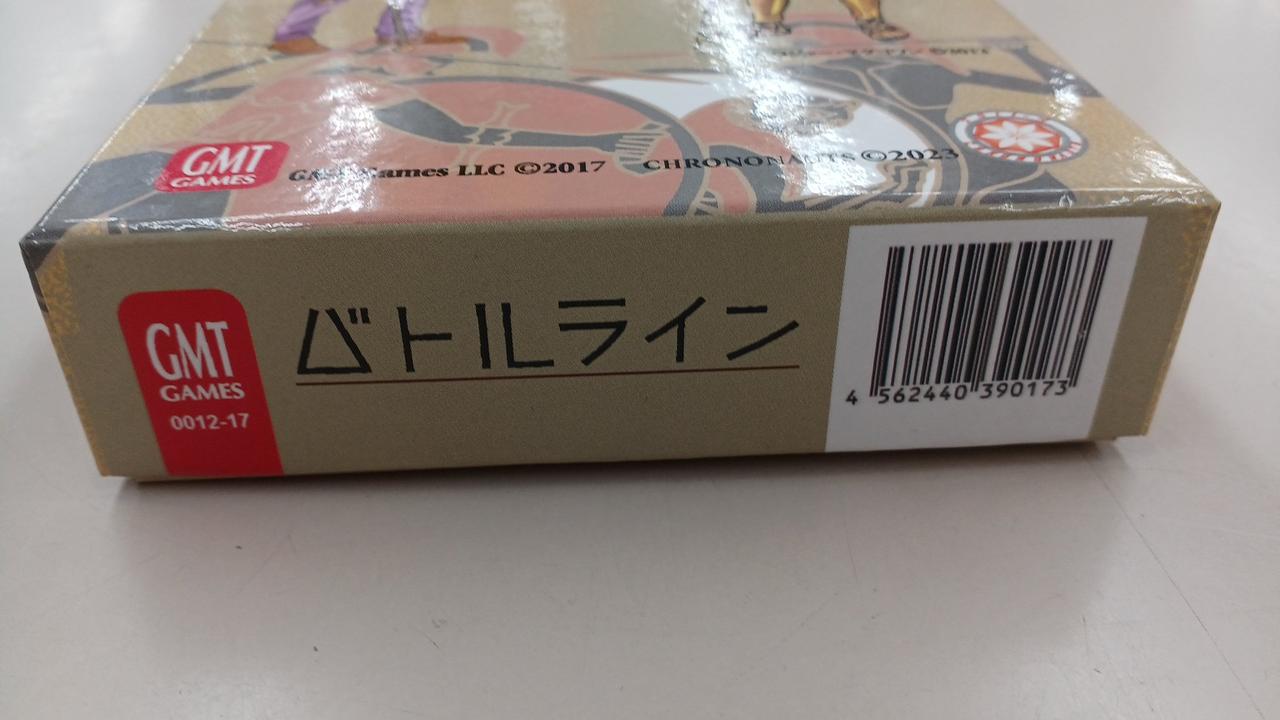 GMT
GAMES
GMT Games LLC ©2017
CHRONONAUTS ©2023
GMT
GAMES
0012-17
バトルライン
4 562440 390173